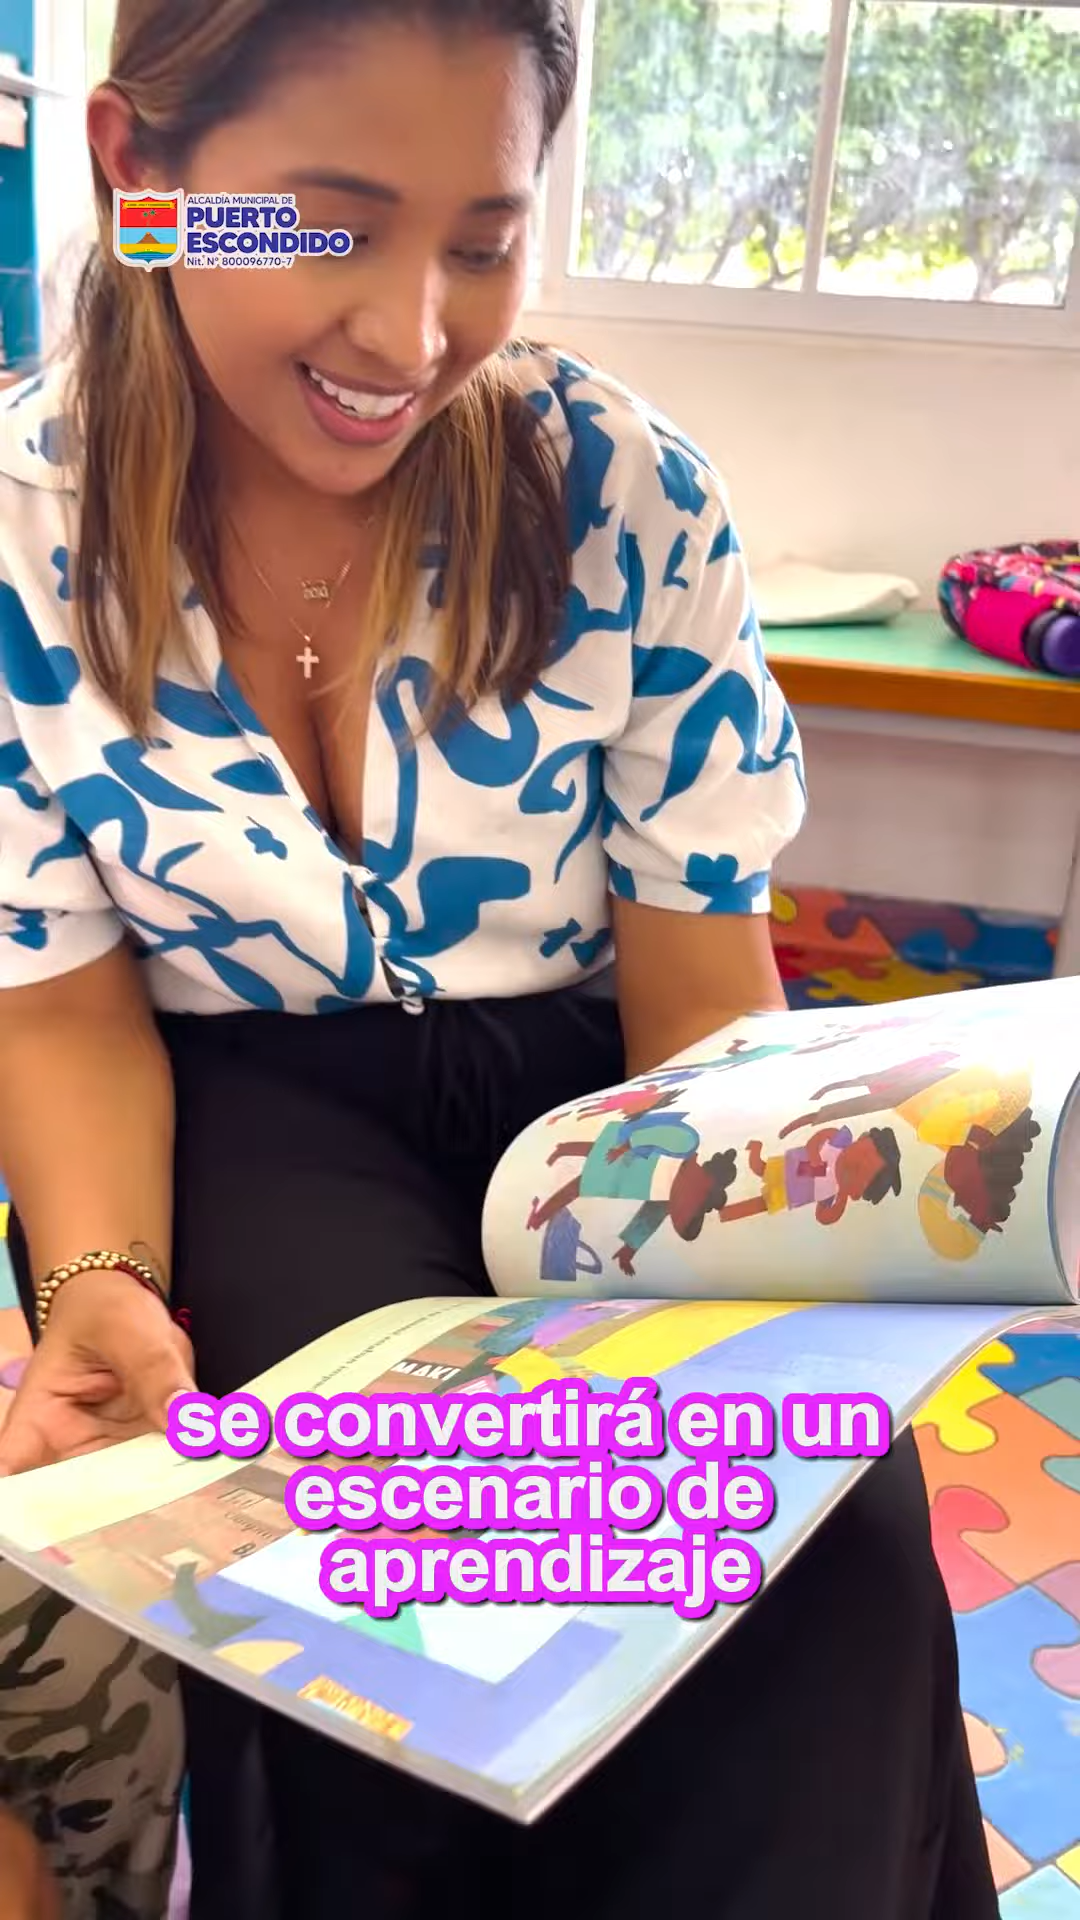 ALCALDÍA MUNICIPAL DE
PUERTO
ESCONDIDO
Nit. N° 800096770-7
MAKI
se convertirá en un
escenario de
aprendizaje